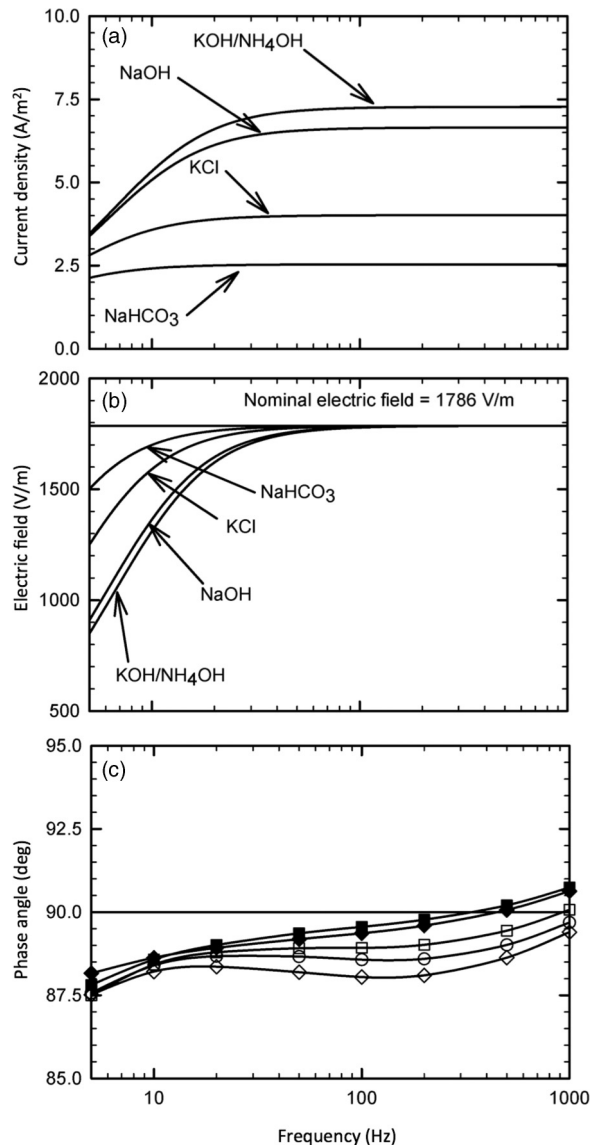 (a)
KOH/NH4OH
NaOH
KCl
NaHCO3
10.0
7.5
5.0
2.5
0.0
Current density (A/m²)
(b)
Nominal electric field = 1786 V/m
NaHCO3
KCl
NaOH
KOH/NH4OH
2000
1500
1000
500
Electric field (V/m)
(c)
95.0
92.5
90.0
87.5
85.0
Phase angle (deg)
10
100
1000
Frequency (Hz)